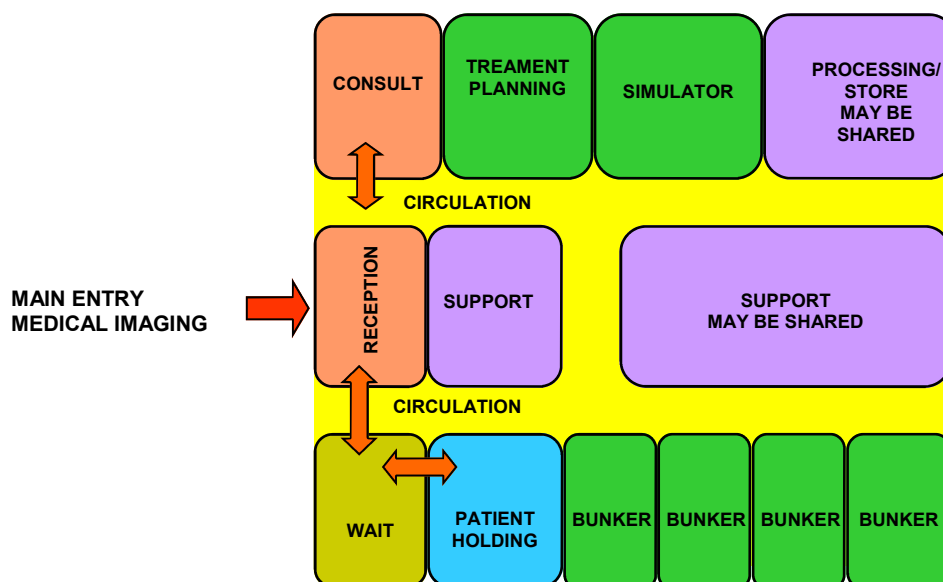 CONSULT
TREAMENT
PLANNING
SIMULATOR
PROCESSING/
STORE
MAY BE
SHARED
CIRCULATION
MAIN ENTRY
MEDICAL IMAGING
RECEPTION
SUPPORT
SUPPORT
MAY BE SHARED
CIRCULATION
WAIT
PATIENT
HOLDING
BUNKER
BUNKER
BUNKER
BUNKER